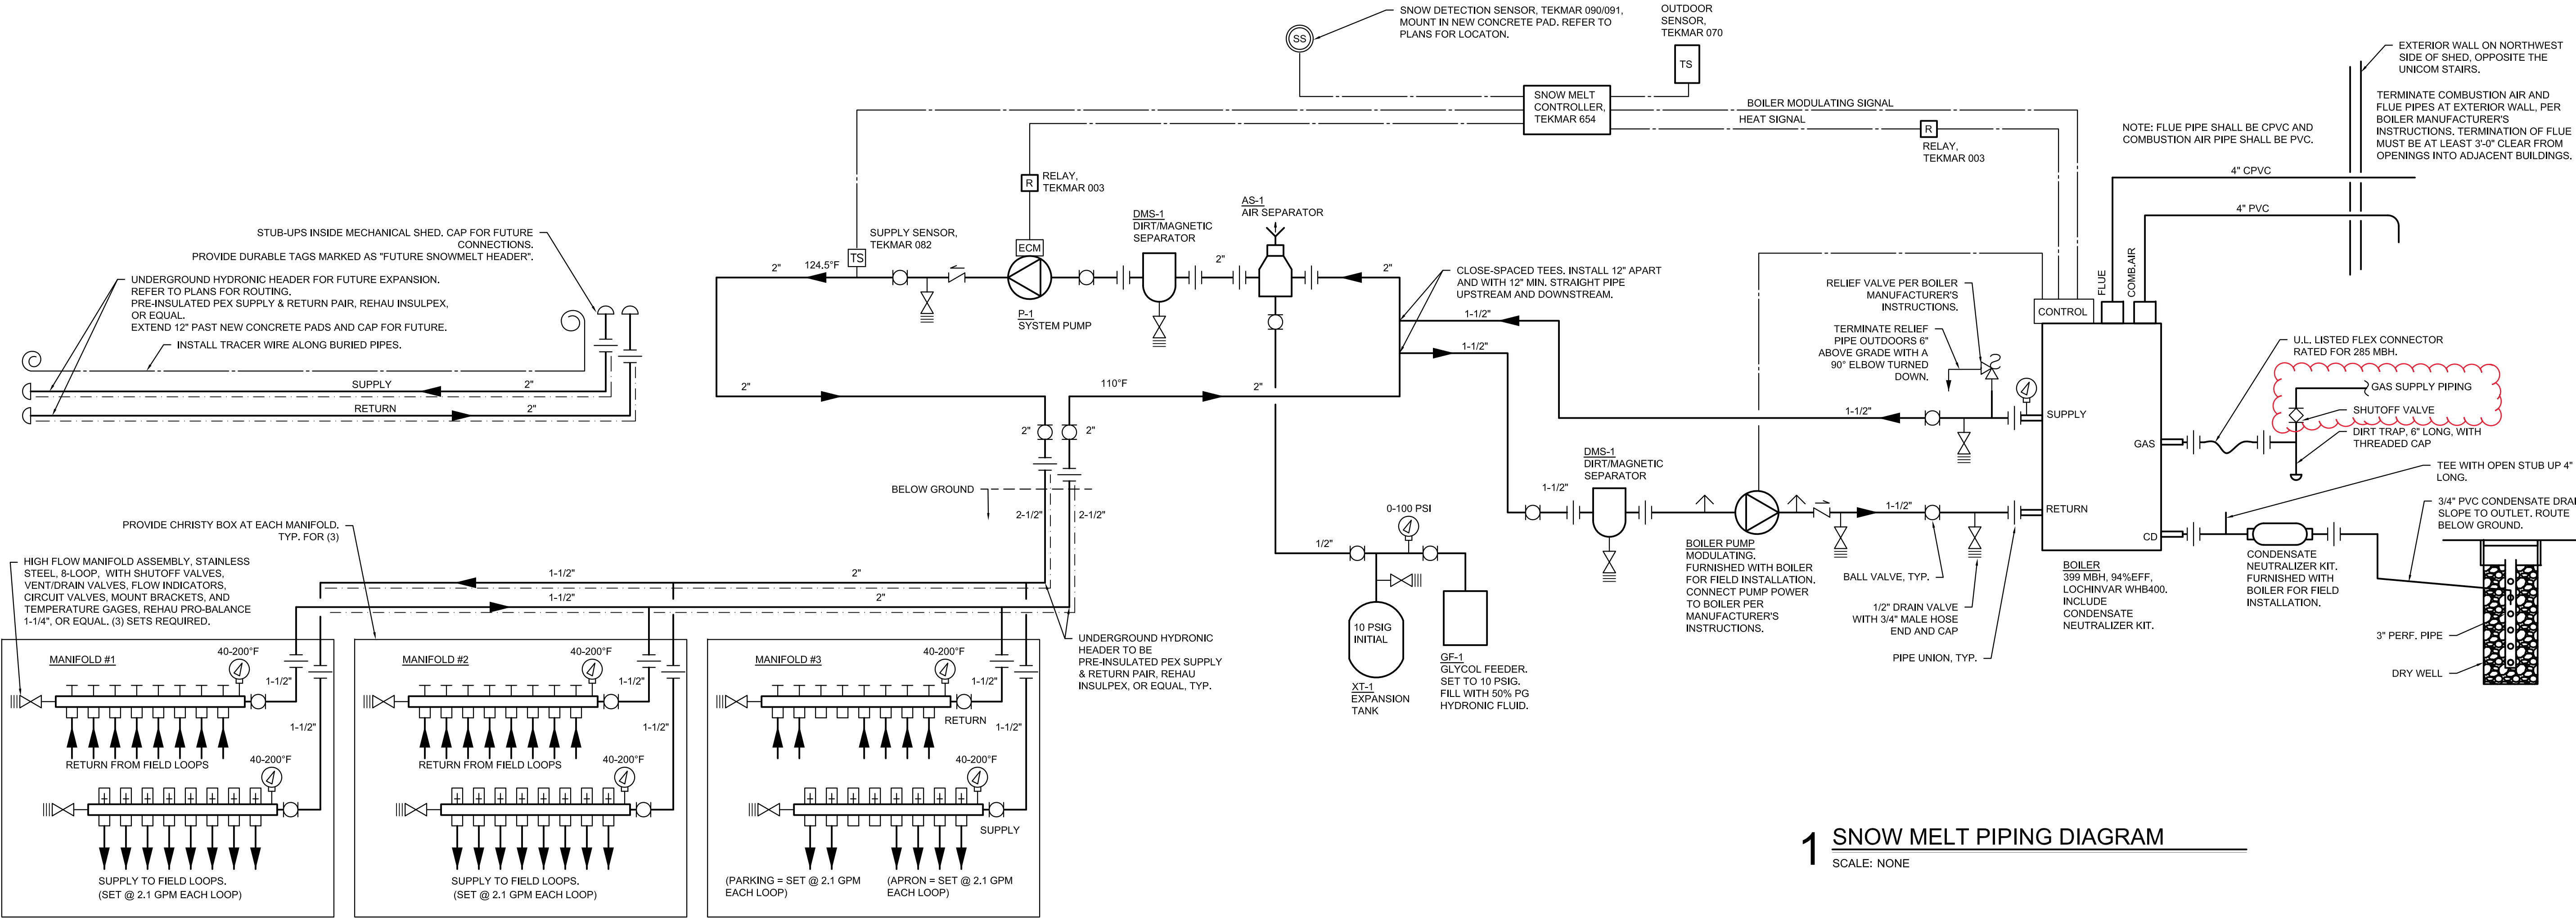 SNOW DETECTION SENSOR, TEKMAR 090/091,
MOUNT IN NEW CONCRETE PAD. REFER TO
PLANS FOR LOCATON.
SS
OUTDOOR
SENSOR,
TEKMAR 070
TS
SNOW MELT
CONTROLLER,
TEKMAR 654
BOILER MODULATING SIGNAL
HEAT SIGNAL
R
RELAY,
TEKMAR 003
EXTERIOR WALL ON NORTHWEST
SIDE OF SHED, OPPOSITE THE
UNICOM STAIRS.
TERMINATE COMBUSTION AIR AND
FLUE PIPES AT EXTERIOR WALL, PER
BOILER MANUFACTURER'S
INSTRUCTIONS. TERMINATION OF FLUE
MUST BE AT LEAST 3'-0" CLEAR FROM
OPENINGS INTO ADJACENT BUILDINGS.
NOTE: FLUE PIPE SHALL BE CPVC AND
COMBUSTION AIR PIPE SHALL BE PVC.
4" CPVC
4" PVC
STUB-UPS INSIDE MECHANICAL SHED. CAP FOR FUTURE
CONNECTIONS.
PROVIDE DURABLE TAGS MARKED AS "FUTURE SNOWMELT HEADER".
UNDERGROUND HYDRONIC HEADER FOR FUTURE EXPANSION.
REFER TO PLANS FOR ROUTING.
PRE-INSULATED PEX SUPPLY & RETURN PAIR, REHAU INSULPEX,
OR EQUAL.
EXTEND 12" PAST NEW CONCRETE PADS AND CAP FOR FUTURE.
INSTALL TRACER WIRE ALONG BURIED PIPES.
SUPPLY
2"
RETURN
2"
R
RELAY,
TEKMAR 003
SUPPLY SENSOR,
TEKMAR 082
TS
2"
124.5°F
ECM
P-1
SYSTEM PUMP
DMS-1
DIRT/MAGNETIC
SEPARATOR
2"
AS-1
AIR SEPARATOR
2"
CLOSE-SPACED TEES. INSTALL 12" APART
AND WITH 12" MIN. STRAIGHT PIPE
UPSTREAM AND DOWNSTREAM.
1-1/2"
1-1/2"
2"
110°F
2"
2"
2"
BELOW GROUND
2-1/2"
2-1/2"
RELIEF VALVE PER BOILER
MANUFACTURER'S
INSTRUCTIONS.
TERMINATE RELIEF
PIPE OUTDOORS 6"
ABOVE GRADE WITH A
90° ELBOW TURNED
DOWN.
1-1/2"
FLUE
COMB.AIR
CONTROL
SUPPLY
GAS
RETURN
CD
U.L. LISTED FLEX CONNECTOR
RATED FOR 285 MBH.
GAS SUPPLY PIPING
SHUTOFF VALVE
DIRT TRAP, 6" LONG, WITH
THREADED CAP
TEE WITH OPEN STUB UP 4"
LONG.
3/4" PVC CONDENSATE DRAI
SLOPE TO OUTLET. ROUTE
BELOW GROUND.
CONDENSATE
NEUTRALIZER KIT.
FURNISHED WITH
BOILER FOR FIELD
INSTALLATION.
3" PERF. PIPE
DRY WELL
BOILER
399 MBH, 94%EFF,
LOCHINVAR WHB400.
INCLUDE
CONDENSATE
NEUTRALIZER KIT.
DMS-1
DIRT/MAGNETIC
SEPARATOR
1-1/2"
1-1/2"
BOILER PUMP
MODULATING.
FURNISHED WITH BOILER
FOR FIELD INSTALLATION.
CONNECT PUMP POWER
TO BOILER PER
MANUFACTURER'S
INSTRUCTIONS.
BALL VALVE, TYP.
1/2" DRAIN VALVE
WITH 3/4" MALE HOSE
END AND CAP
PIPE UNION, TYP.
0-100 PSI
1/2"
10 PSIG
INITIAL
XT-1
EXPANSION
TANK
GF-1
GLYCOL FEEDER.
SET TO 10 PSIG.
FILL WITH 50% PG
HYDRONIC FLUID.
PROVIDE CHRISTY BOX AT EACH MANIFOLD,
TYP. FOR (3)
HIGH FLOW MANIFOLD ASSEMBLY, STAINLESS
STEEL, 8-LOOP, WITH SHUTOFF VALVES,
VENT/DRAIN VALVES, FLOW INDICATORS,
CIRCUIT VALVES, MOUNT BRACKETS, AND
TEMPERATURE GAGES, REHAU PRO-BALANCE
1-1/4", OR EQUAL. (3) SETS REQUIRED.
1-1/2"
2"
1-1/2"
2"
UNDERGROUND HYDRONIC
HEADER TO BE
PRE-INSULATED PEX SUPPLY
& RETURN PAIR, REHAU
INSULPEX, OR EQUAL, TYP.
MANIFOLD #1
40-200°F
1-1/2"
1-1/2"
RETURN FROM FIELD LOOPS
40-200°F
SUPPLY TO FIELD LOOPS.
(SET @ 2.1 GPM EACH LOOP)
MANIFOLD #2
40-200°F
1-1/2"
1-1/2"
RETURN FROM FIELD LOOPS
40-200°F
SUPPLY TO FIELD LOOPS.
(SET @ 2.1 GPM EACH LOOP)
MANIFOLD #3
40-200°F
1-1/2"
RETURN
1-1/2"
40-200°F
SUPPLY
(PARKING = SET @ 2.1 GPM
EACH LOOP)
(APRON = SET @ 2.1 GPM
EACH LOOP)
1 SNOW MELT PIPING DIAGRAM
SCALE: NONE